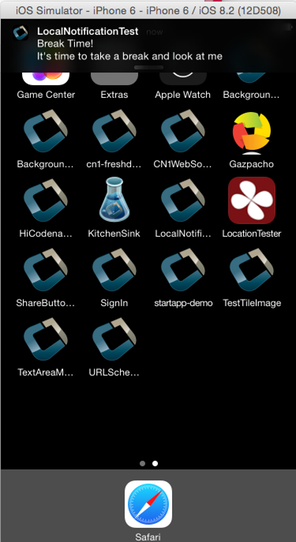 iOS Simulator - iPhone 6 - iPhone 6 / iOS 8.2 (12D508)
LocalNotificationTest now
Break Time!
It's time to take a break and look at me
Game Center Extras Apple Watch Backgroun...
Backgroun... cn1-freshd... CN1WebSo... Gazpacho
HiCodena... KitchenSink LocalNotifi... LocationTester
ShareButto... SignIn startapp-demo TestTileImage
TextAreaM... URLSche...
Safari